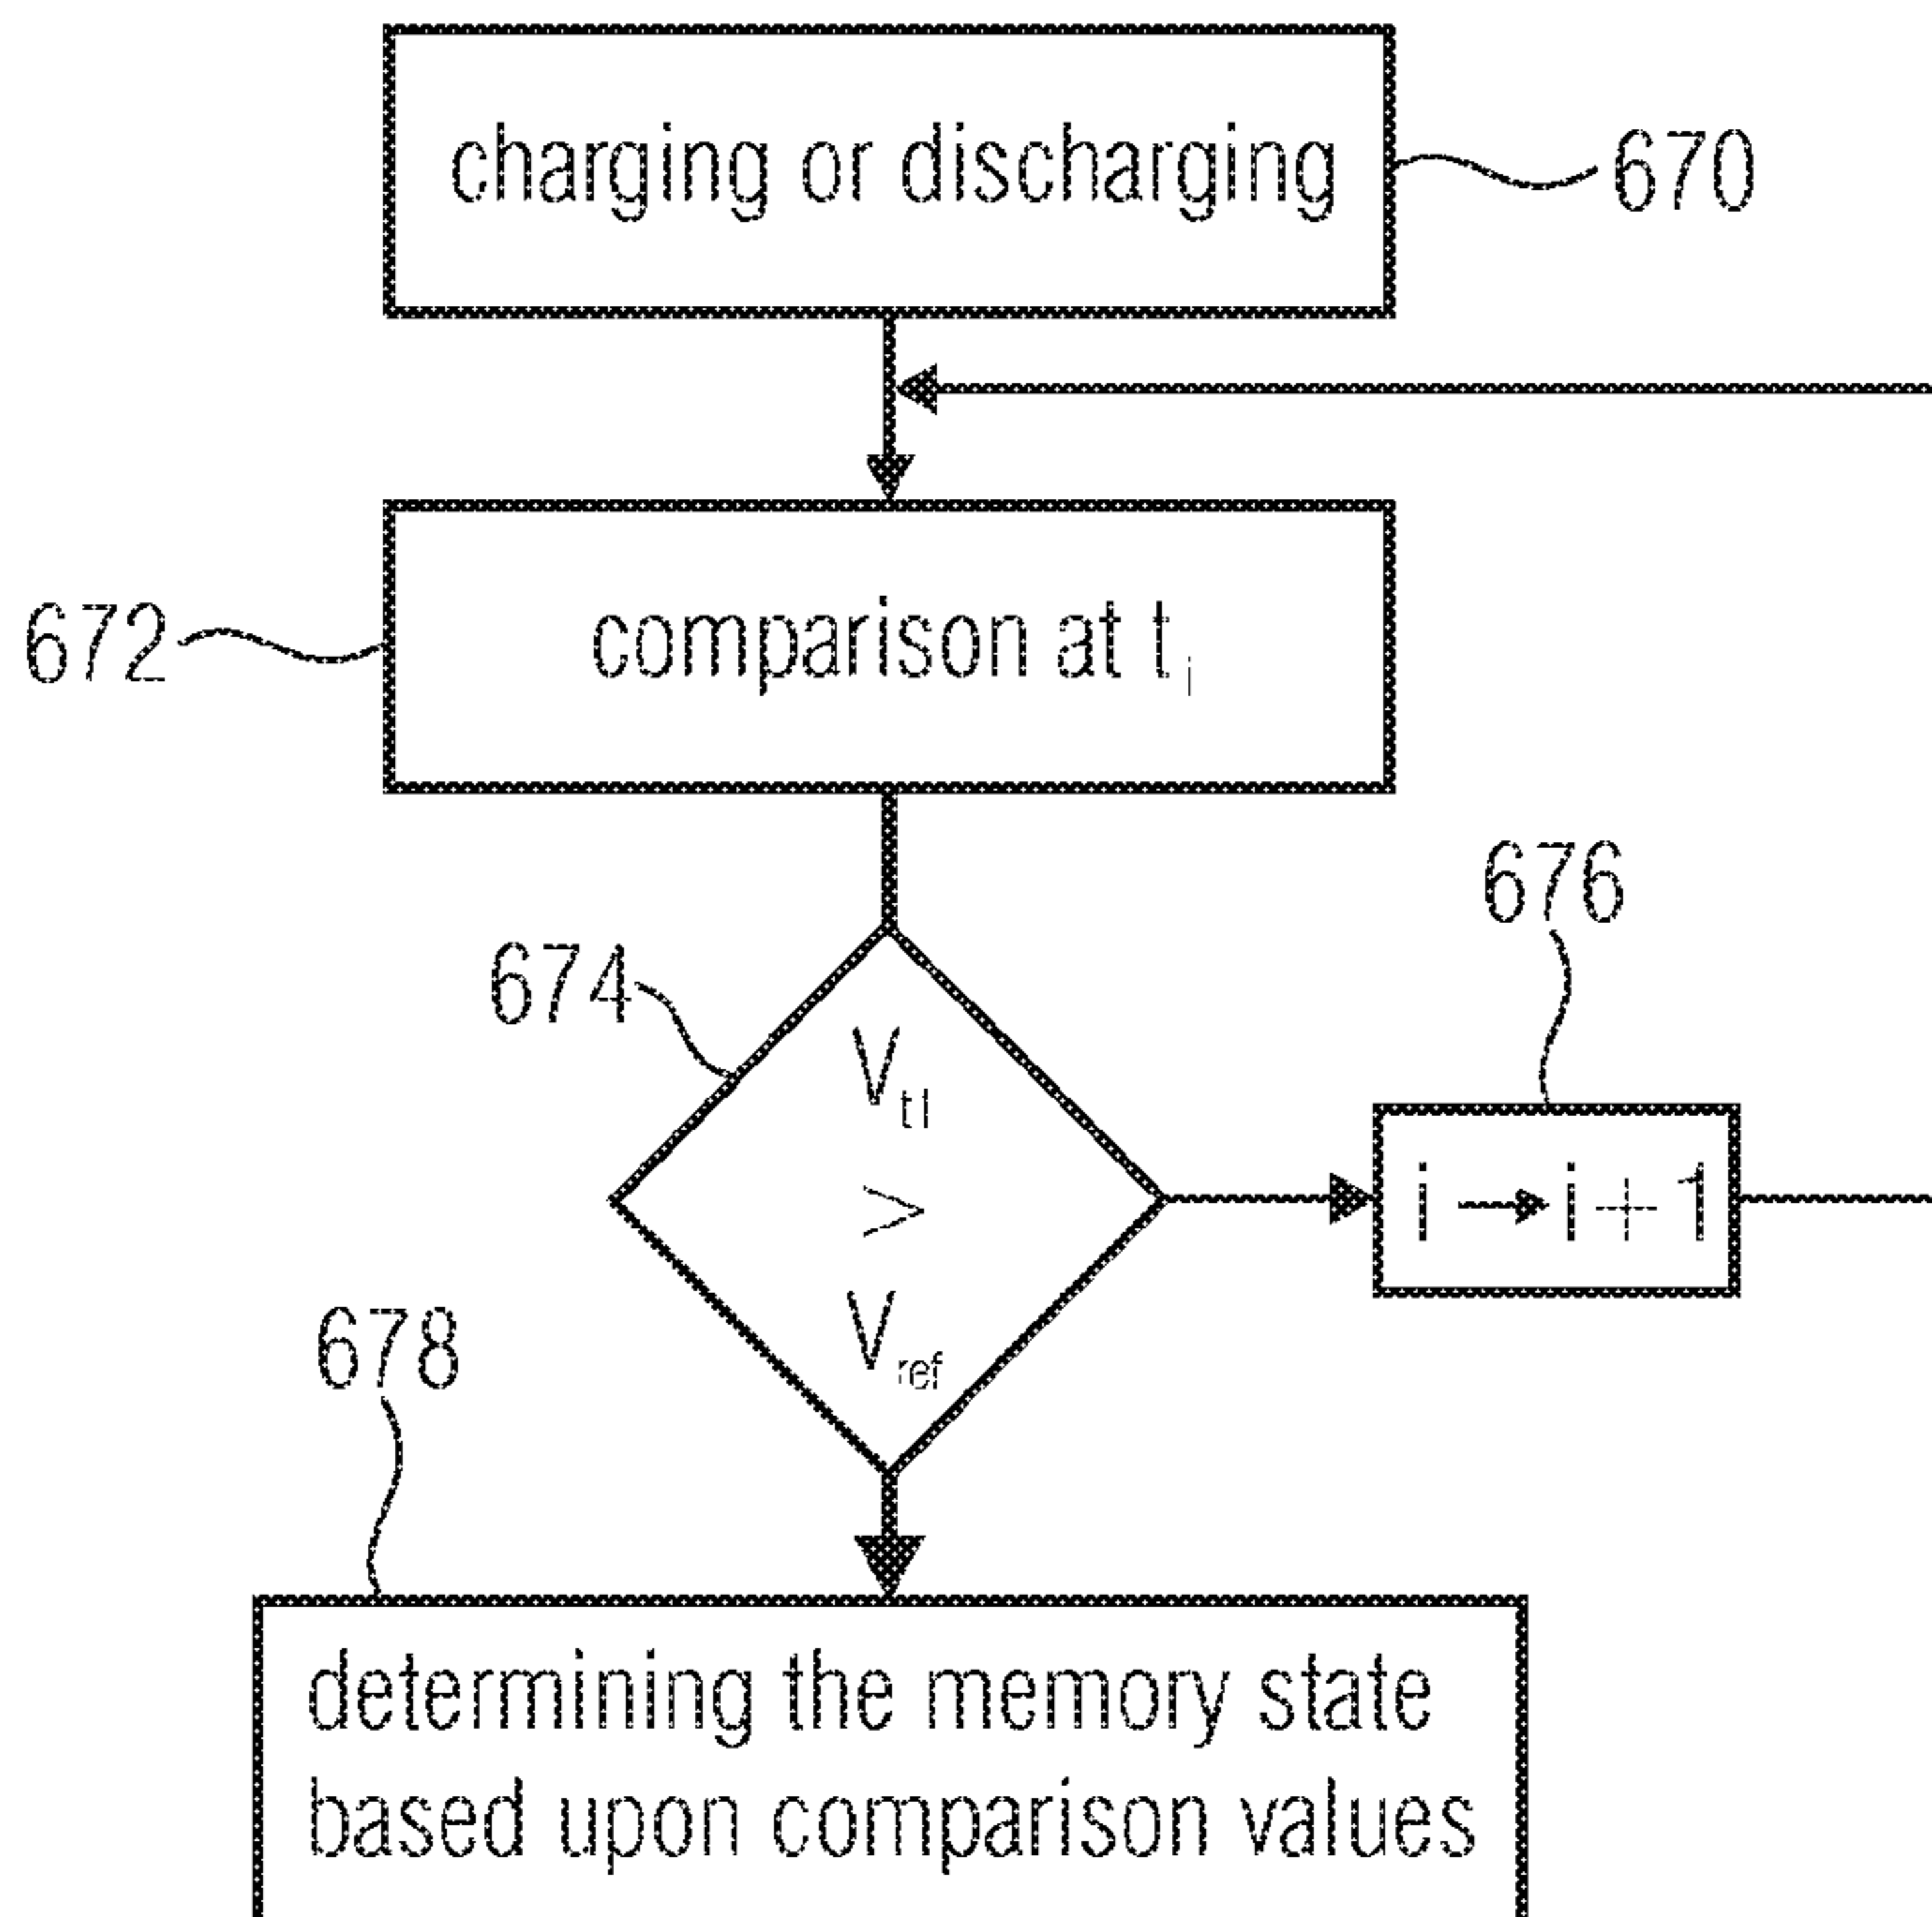 charging or discharging
670
672
comparison at t i
676
674
V t1
>
V ref
i → i + 1
678
determining the memory state
based upon comparison values